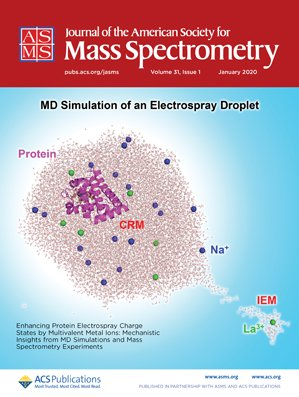 A S
M S
Journal of the American Society for
Mass Spectrometry
pubs.acs.org/jasms Volume 31, Issue 1 January 2020
MD Simulation of an Electrospray Droplet
Protein
CRM
Na⁺
IEM
La³⁺
Enhancing Protein Electrospray Charge
States by Multivalent Metal Ions: Mechanistic
Insights from MD Simulations and Mass
Spectrometry Experiments
www.asms.org www.acs.org
ACS Publications
Most Trusted. Most Cited. Most Read.
PUBLISHED IN PARTNERSHIP WITH ASMS AND ACS PUBLICATIONS